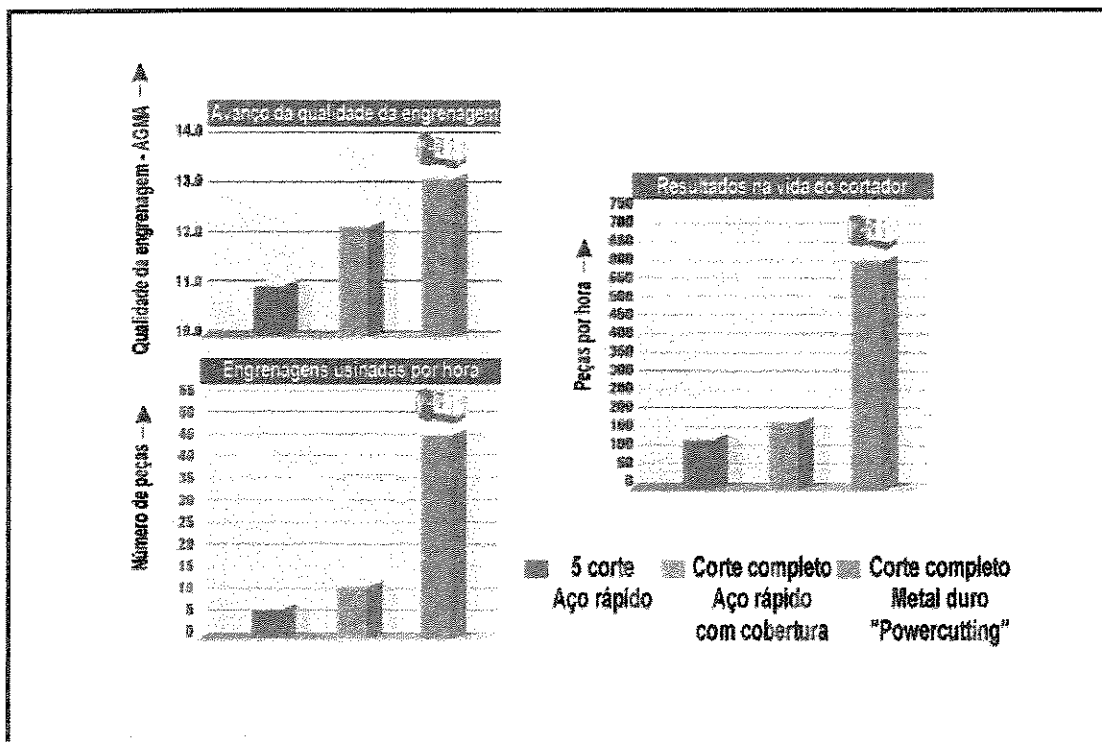 Avanço da qualidade da engrenagem
Qualidade da engrenagem - AGMA
14.0
13.0
12.0
11.0
10.0
Engrenagens usinadas por hora
Número de peças
55
50
45
40
35
30
25
20
15
10
5
0
Resultados na vida do cortador
Peças por hora
750
700
650
600
550
500
450
400
350
300
250
200
150
100
50
0
5 corte
Aço rápido
Corte completo
Aço rápido
com cobertura
Corte completo
Metal duro
"Powercutting"